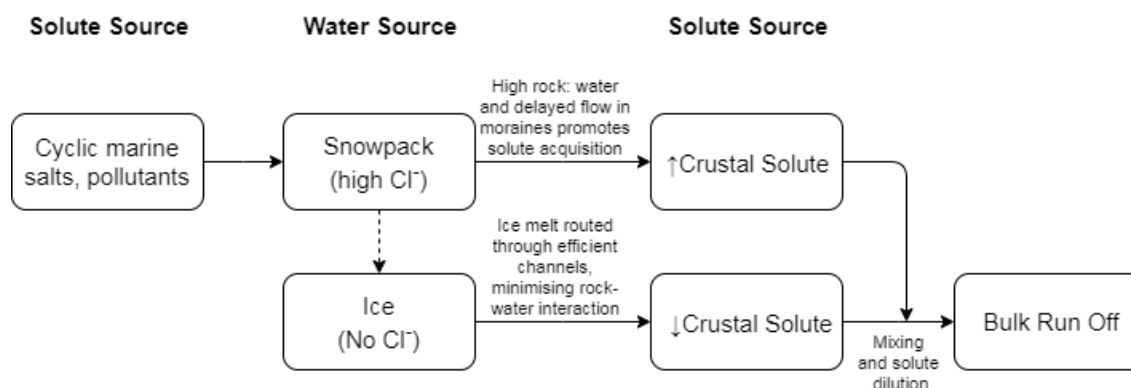 Solute Source
Water Source
Solute Source
Cyclic marine
salts, pollutants
Snowpack
(high Cl⁻)
High rock: water
and delayed flow in
moraines promotes
solute acquisition
↑Crustal Solute
Ice
(No Cl⁻)
Ice melt routed
through efficient
channels,
minimising rock-
water interaction
↓Crustal Solute
Mixing
and solute
dilution
Bulk Run Off